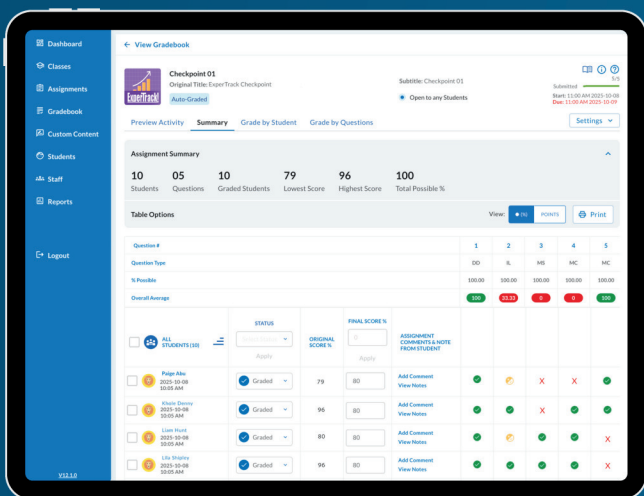 Dashboard
Classes
Assignments
Gradebook
Custom Content
Students
Staff
Reports
Logout
V12.1.0
← View Gradebook
ExperTrack!
Checkpoint 01
Original Title: ExperTrack Checkpoint
Auto-Graded
Subtitle: Checkpoint 01
Open to any Students
5/5
Submitted
Start: 11:00 AM 2025-10-08
Due: 11:00 AM 2025-10-09
Preview Activity Summary Grade by Student Grade by Questions
Settings
Assignment Summary
10 05 10 79 96 100
Students Questions Graded Students Lowest Score Highest Score Total Possible %
Table Options
View: (%) POINTS Print
Question # 1 2 3 4 5
Question Type DD IL MS MC MC
% Possible 100.00 100.00 100.00 100.00 100.00
Overall Average 100 33.33 0 0 100
ALL STUDENTS (10)
STATUS
Apply
ORIGINAL SCORE %
FINAL SCORE %
0
Apply
ASSIGNMENT COMMENTS & NOTE FROM STUDENT
Paige Abu
2025-10-08
10:05 AM
Graded 79 80
Add Comment
View Notes
X X
2025-10-08
10:05 AM
Graded 96 80
Add Comment
View Notes
X
Liam Hunt
2025-10-08
10:05 AM
Graded 80 80
Add Comment
View Notes
X
Lila Shipley
2025-10-08
10:05 AM
Graded 96 80
Add Comment
View Notes
X